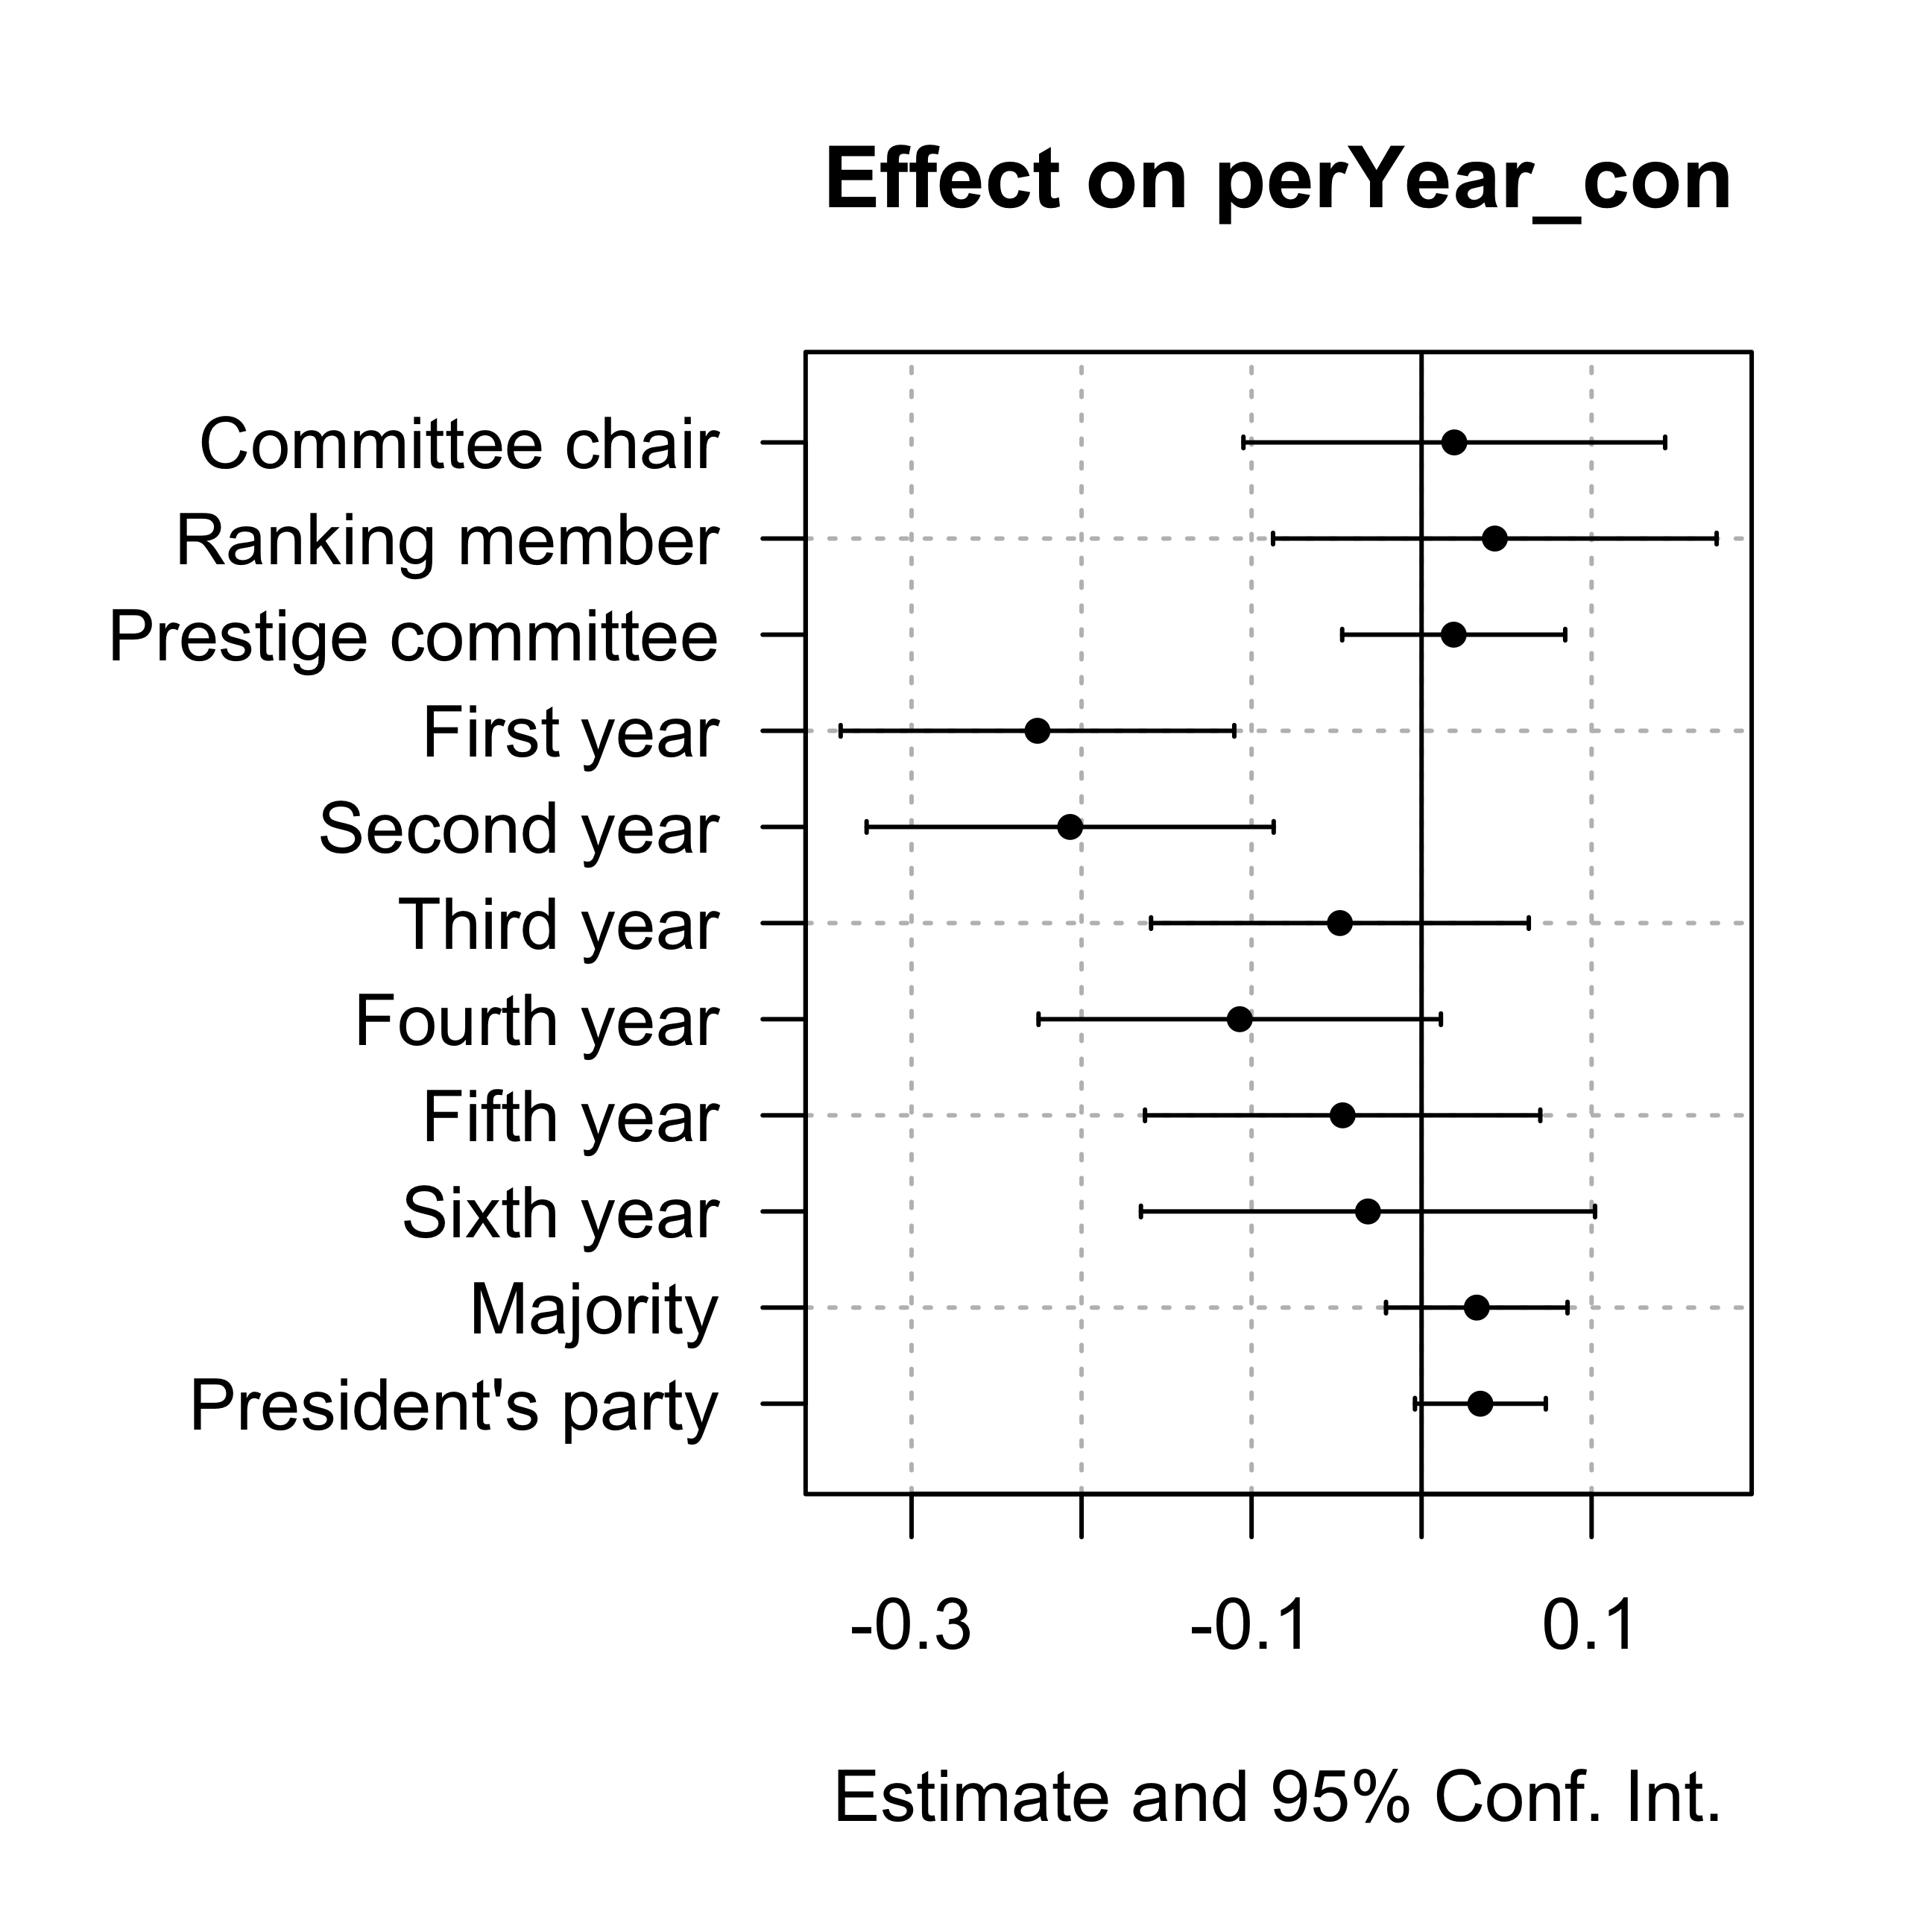 Effect on perYear_con
Committee chair
Ranking member
Prestige committee
First year
Second year
Third year
Fourth year
Fifth year
Sixth year
Majority
President's party
-0.3 -0.1 0.1
Estimate and 95% Conf. Int.